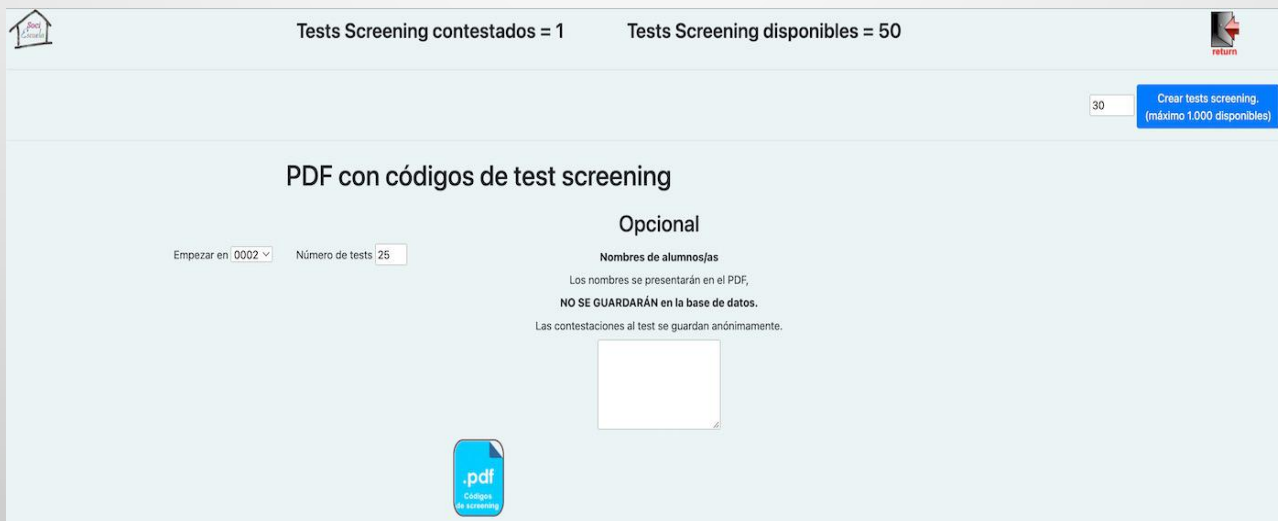 Soci
Escuela
Tests Screening contestados = 1
Tests Screening disponibles = 50
return
30
Crear tests screening.
(máximo 1.000 disponibles)
PDF con códigos de test screening
Opcional
Empezar en 0002
Número de tests 25
Nombres de alumnos/as
Los nombres se presentarán en el PDF,
NO SE GUARDARÁN en la base de datos.
Las contestaciones al test se guardan anónimamente.
.pdf
Códigos
de screening